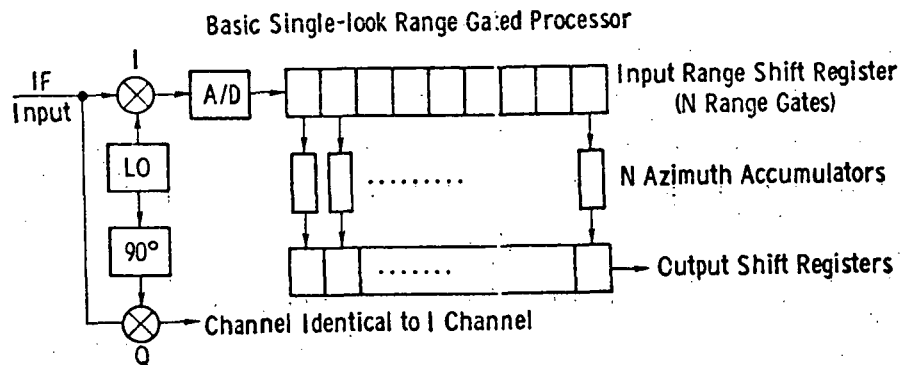 Basic Single-look Range Gated Processor
I
IF
Input
A/D
Input Range Shift Register
(N Range Gates)
LO
N Azimuth Accumulators
90°
Output Shift Registers
Channel Identical to I Channel
Q